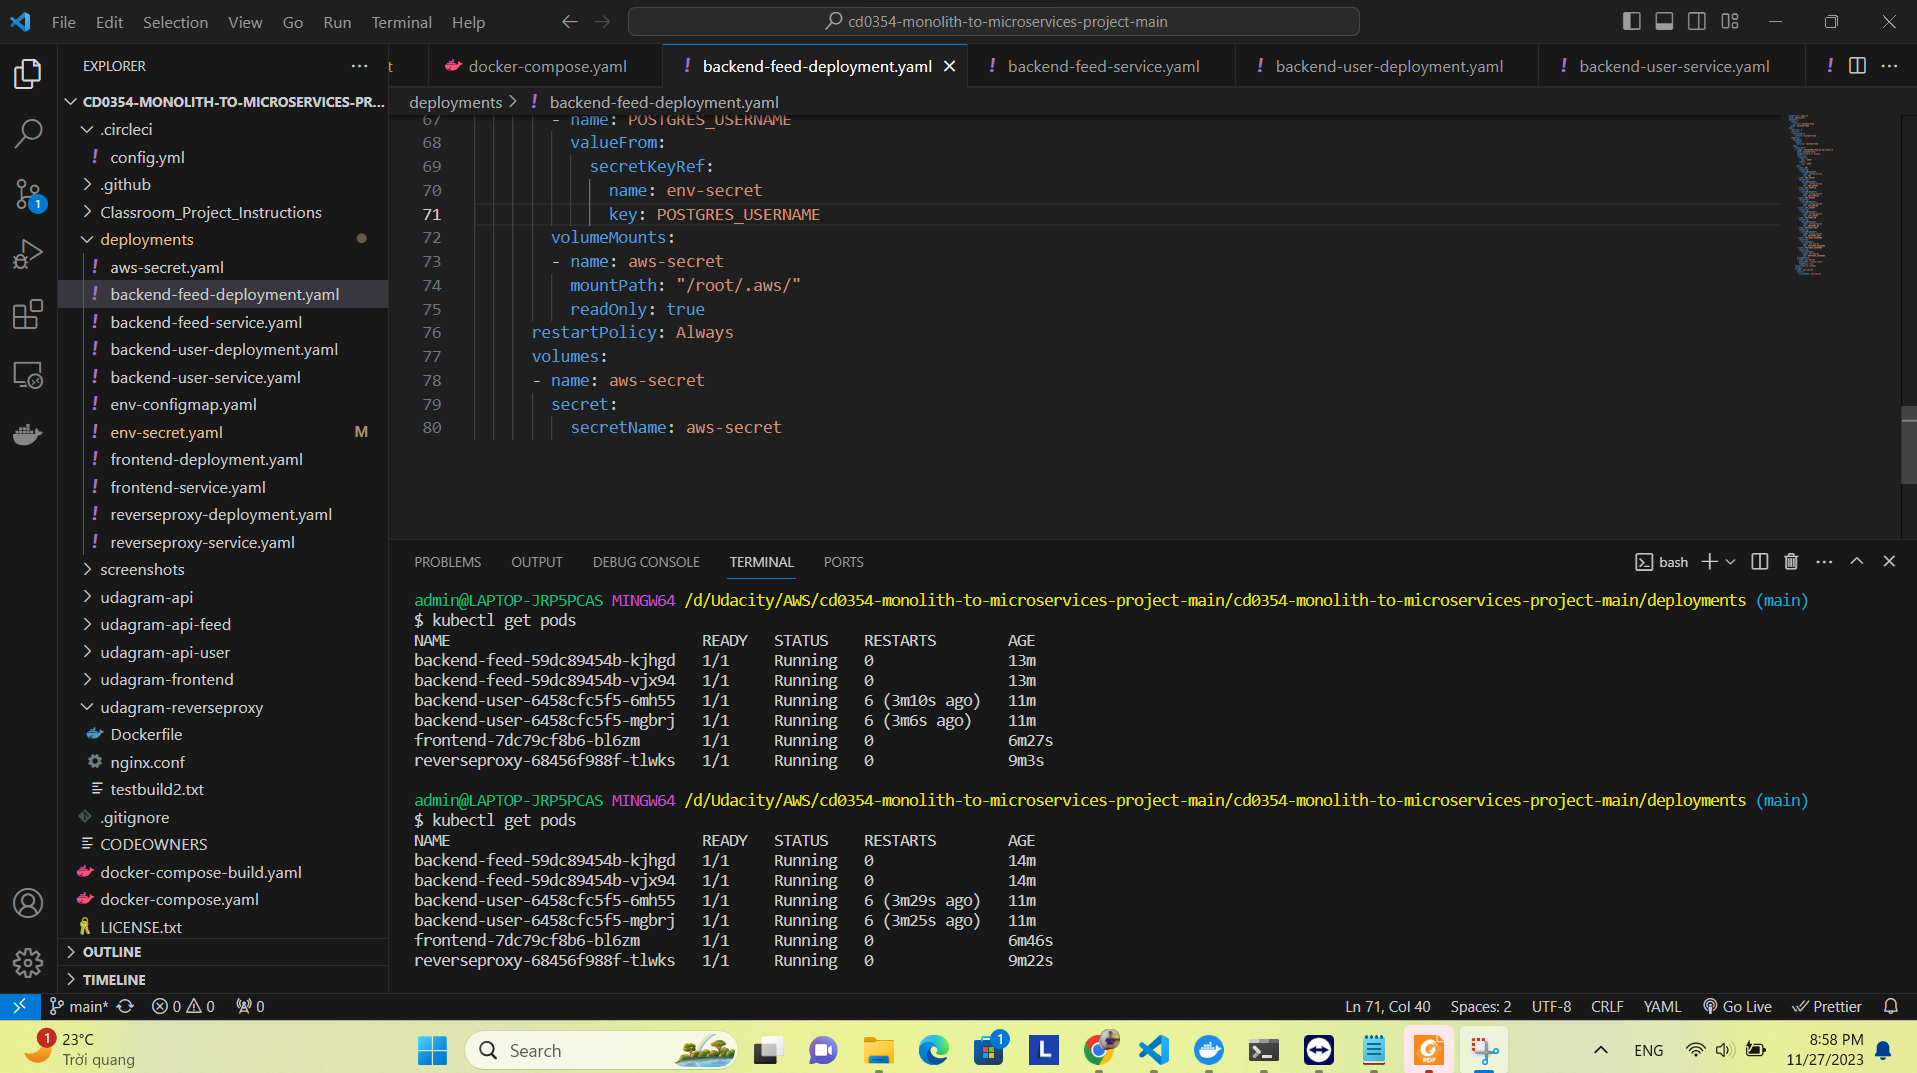 File Edit Selection View Go Run Terminal Help
cd0354-monolith-to-microservices-project-main
EXPLORER
CD0354-MONOLITH-TO-MICROSERVICES-PR...
.circleci
! config.yml
.github
Classroom_Project_Instructions
deployments
! aws-secret.yaml
! backend-feed-deployment.yaml
! backend-feed-service.yaml
! backend-user-deployment.yaml
! backend-user-service.yaml
! env-configmap.yaml
! env-secret.yaml M
! frontend-deployment.yaml
! frontend-service.yaml
! reverseproxy-deployment.yaml
! reverseproxy-service.yaml
screenshots
udagram-api
udagram-api-feed
udagram-api-user
udagram-frontend
udagram-reverseproxy
Dockerfile
nginx.conf
testbuild2.txt
.gitignore
CODEOWNERS
docker-compose-build.yaml
docker-compose.yaml
LICENSE.txt
OUTLINE
TIMELINE
1
t docker-compose.yaml ! backend-feed-deployment.yaml ! backend-feed-service.yaml ! backend-user-deployment.yaml ! backend-user-service.yaml !
deployments > ! backend-feed-deployment.yaml
67 - name: POSTGRES_USERNAME
68 valueFrom:
69 secretKeyRef:
70 name: env-secret
71 key: POSTGRES_USERNAME
72 volumeMounts:
73 - name: aws-secret
74 mountPath: "/root/.aws/"
75 readOnly: true
76 restartPolicy: Always
77 volumes:
78 - name: aws-secret
79 secret:
80 secretName: aws-secret
PROBLEMS OUTPUT DEBUG CONSOLE TERMINAL PORTS bash
admin@LAPTOP-JRP5PCAS MINGW64 /d/Udacity/AWS/cd0354-monolith-to-microservices-project-main/cd0354-monolith-to-microservices-project-main/deployments (main)
$ kubectl get pods
NAME READY STATUS RESTARTS AGE
backend-feed-59dc89454b-kjhgd 1/1 Running 0 13m
backend-feed-59dc89454b-vjx94 1/1 Running 0 13m
backend-user-6458cfc5f5-6mh55 1/1 Running 6 (3m10s ago) 11m
backend-user-6458cfc5f5-mgbrj 1/1 Running 6 (3m6s ago) 11m
frontend-7dc79cf8b6-bl6zm 1/1 Running 0 6m27s
reverseproxy-68456f988f-tlwks 1/1 Running 0 9m3s
admin@LAPTOP-JRP5PCAS MINGW64 /d/Udacity/AWS/cd0354-monolith-to-microservices-project-main/cd0354-monolith-to-microservices-project-main/deployments (main)
$ kubectl get pods
NAME READY STATUS RESTARTS AGE
backend-feed-59dc89454b-kjhgd 1/1 Running 0 14m
backend-feed-59dc89454b-vjx94 1/1 Running 0 14m
backend-user-6458cfc5f5-6mh55 1/1 Running 6 (3m29s ago) 11m
backend-user-6458cfc5f5-mgbrj 1/1 Running 6 (3m25s ago) 11m
frontend-7dc79cf8b6-bl6zm 1/1 Running 0 6m46s
reverseproxy-68456f988f-tlwks 1/1 Running 0 9m22s
main* 0 0 0 Ln 71, Col 40 Spaces: 2 UTF-8 CRLF YAML Go Live Prettier
1 23°C
Trời quang
Search
1
L
PDF
ENG
8:58 PM
11/27/2023